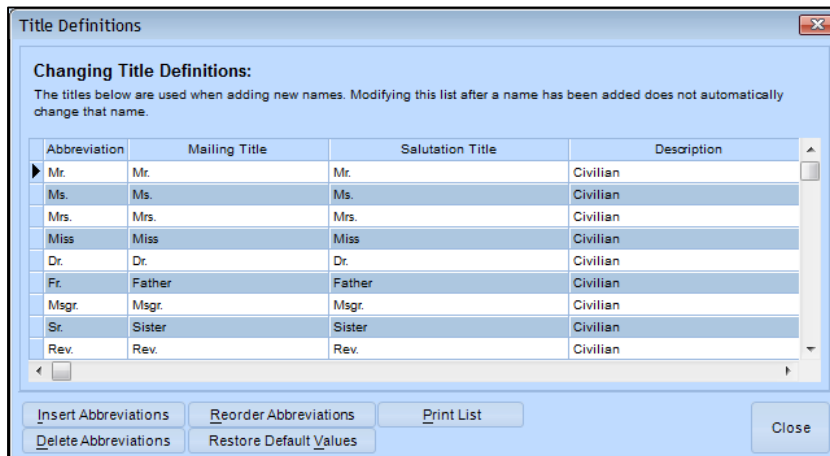 Title Definitions
Changing Title Definitions:
The titles below are used when adding new names. Modifying this list after a name has been added does not automatically
change that name.
Abbreviation Mailing Title Salutation Title Description
Mr. Mr. Mr. Civilian
Ms. Ms. Ms. Civilian
Mrs. Mrs. Mrs. Civilian
Miss Miss Miss Civilian
Dr. Dr. Dr. Civilian
Fr. Father Father Civilian
Msgr. Msgr. Msgr. Civilian
Sr. Sister Sister Civilian
Rev. Rev. Rev. Civilian
Insert Abbreviations Reorder Abbreviations Print List
Delete Abbreviations Restore Default Values Close